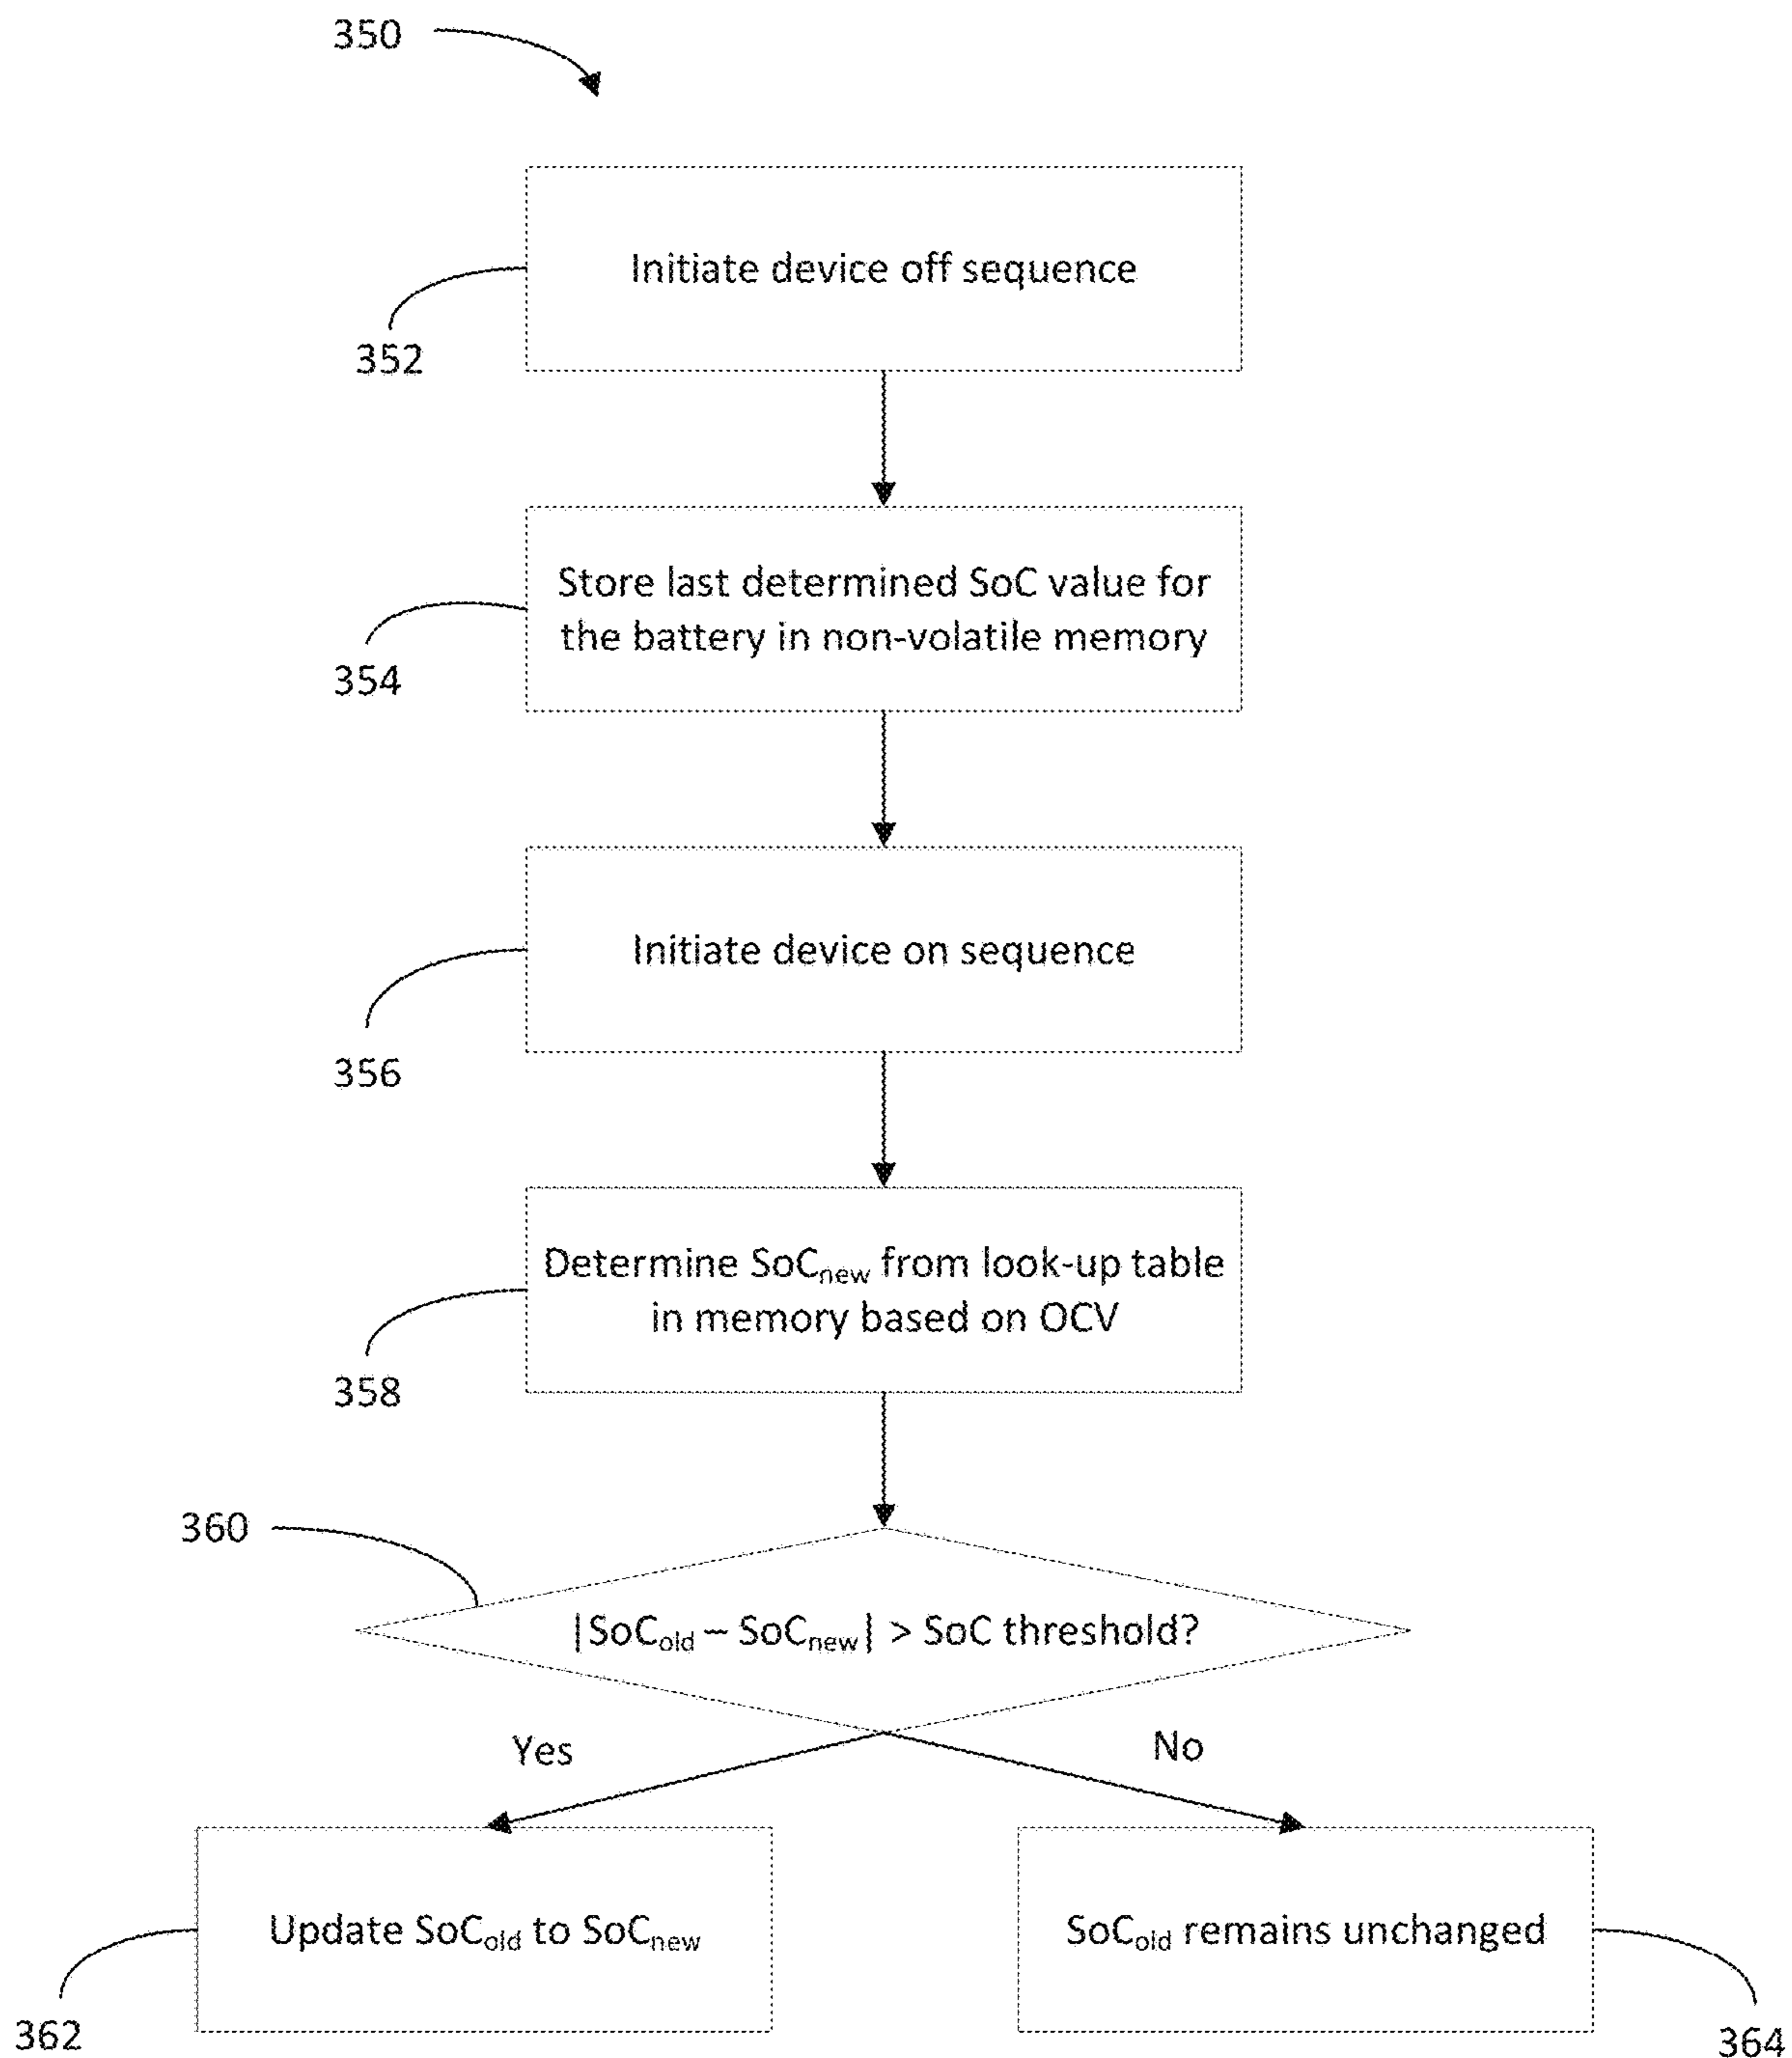 350
Initiate device off sequence
352
Store last determined SoC value for
the battery in non-volatile memory
354
Initiate device on sequence
356
Determine SoCnew from look-up table
in memory based on OCV
358
360
|SoCold – SoCnew| > SoC threshold?
Yes
No
Update SoCold to SoCnew
SoCold remains unchanged
362
364